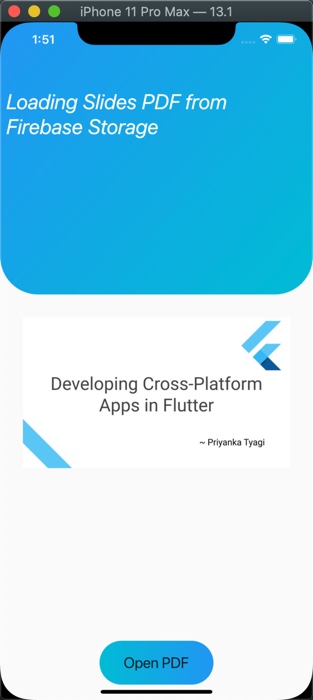 iPhone 11 Pro Max — 13.1
1:51
Loading Slides PDF from
Firebase Storage
Developing Cross-Platform
Apps in Flutter
~ Priyanka Tyagi
Open PDF